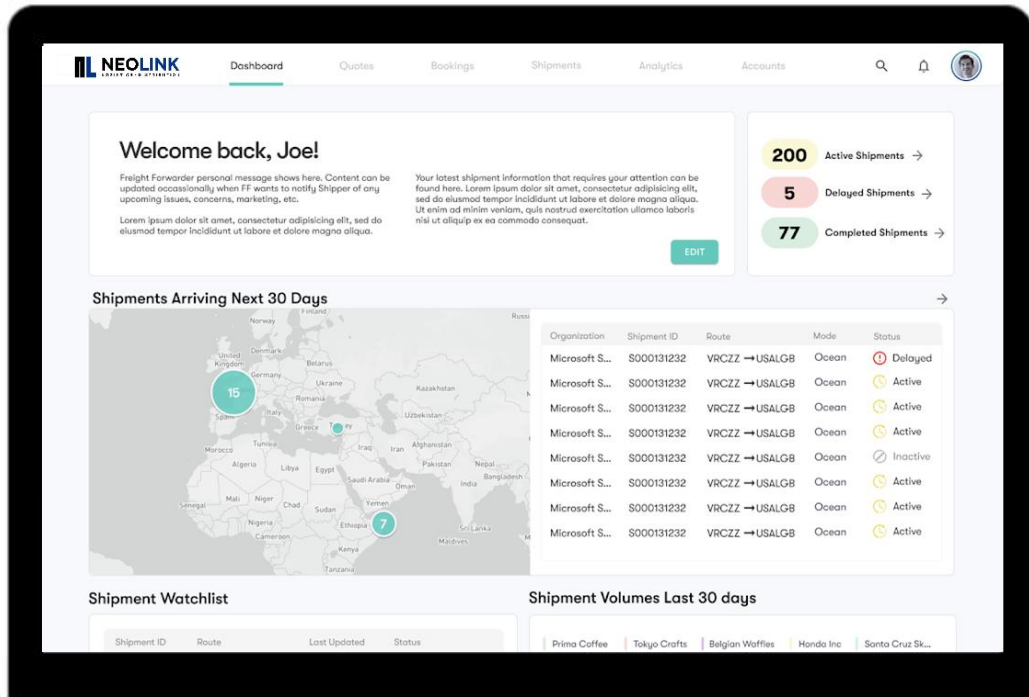 NEOLINK
Dashboard
Quotes
Bookings
Shipments
Analytics
Accounts
Welcome back, Joe!
Freight Forwarder personal message shows here. Content can be
updated occassionally when FF wants to notify Shipper of any
upcoming issues, concerns, marketing, etc.
Lorem ipsum dolor sit amet, consectetur adipisicing elit, sed do
eiusmod tempor incididunt ut labore et dolore magna aliqua.
Your latest shipment information that requires your attention can be
found here. Lorem ipsum dolor sit amet, consectetur adipisicing elit,
sed do eiusmod tempor incididunt ut labore et dolore magna aliqua.
Ut enim ad minim veniam, quis nostrud exercitation ullamco laboris
nisi ut aliquip ex ea commodo consequat.
EDIT
200 Active Shipments →
5 Delayed Shipments →
77 Completed Shipments →
Shipments Arriving Next 30 Days →
Finland
Norway
Russi
United Kingdom
Denmark
Belarus
Germany
Ukraine
Kazakhstan
15
Romania
Spain
Italy
Uzbekistan
Greece
Tunisia
Morocco
Iraq
Iran
Afghanistan
Algeria
Libya
Egypt
Pakistan
Nepal
Saudi Arabia
Oman
India
Bangladesh
Mali
Niger
Chad
Sudan
Yemen
Senegal
Nigeria
Ethiopia
7
Sri Lanka
Cameroon
Maldives
Kenya
Tanzania
Organization Shipment ID Route Mode Status
Microsoft S... S000131232 VRCZZ →USALGB Ocean Delayed
Microsoft S... S000131232 VRCZZ →USALGB Ocean Active
Microsoft S... S000131232 VRCZZ →USALGB Ocean Active
Microsoft S... S000131232 VRCZZ →USALGB Ocean Active
Microsoft S... S000131232 VRCZZ →USALGB Ocean Inactive
Microsoft S... S000131232 VRCZZ →USALGB Ocean Active
Microsoft S... S000131232 VRCZZ →USALGB Ocean Active
Microsoft S... S000131232 VRCZZ →USALGB Ocean Active
Shipment Watchlist
Shipment ID Route Last Updated Status
Shipment Volumes Last 30 days
Prima Coffee Tokyo Crafts Belgian Waffles Honda Inc Santa Cruz Sk...